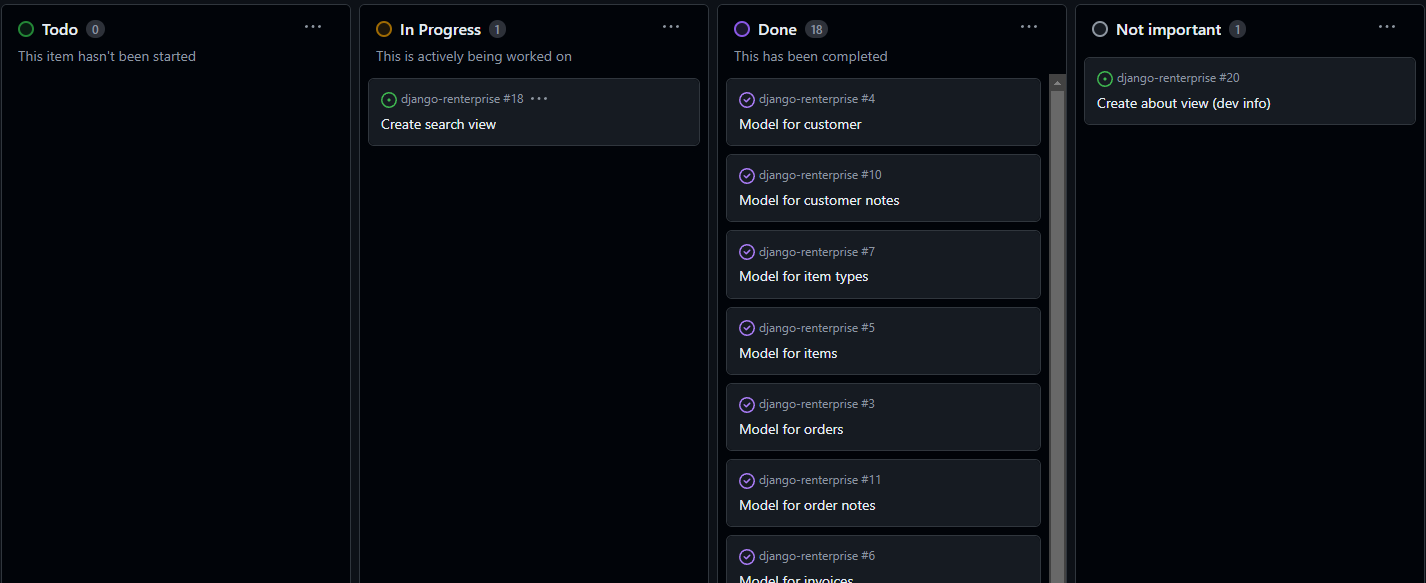 Todo 0
This item hasn't been started
In Progress 1
This is actively being worked on
django-renterprise #18
Create search view
Done 18
This has been completed
django-renterprise #4
Model for customer
django-renterprise #10
Model for customer notes
django-renterprise #7
Model for item types
django-renterprise #5
Model for items
django-renterprise #3
Model for orders
django-renterprise #11
Model for order notes
django-renterprise #6
Model for invoices
Not important 1
django-renterprise #20
Create about view (dev info)